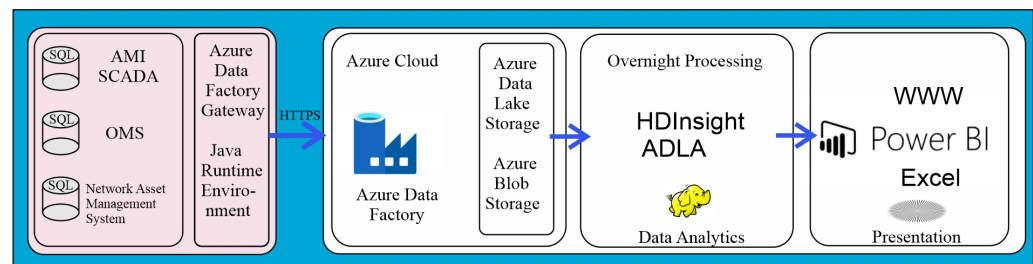 SQL
AMI
SCADA
SQL
OMS
SQL
Network Asset
Management
System
Azure
Data
Factory
Gateway
Java
Runtime
Enviro-
nment
HTTPS
Azure Cloud
Azure Data
Factory
Azure
Data
Lake
Storage
Azure
Blob
Storage
Overnight Processing
HDInsight
ADLA
Data Analytics
WWW
Power BI
Excel
Presentation